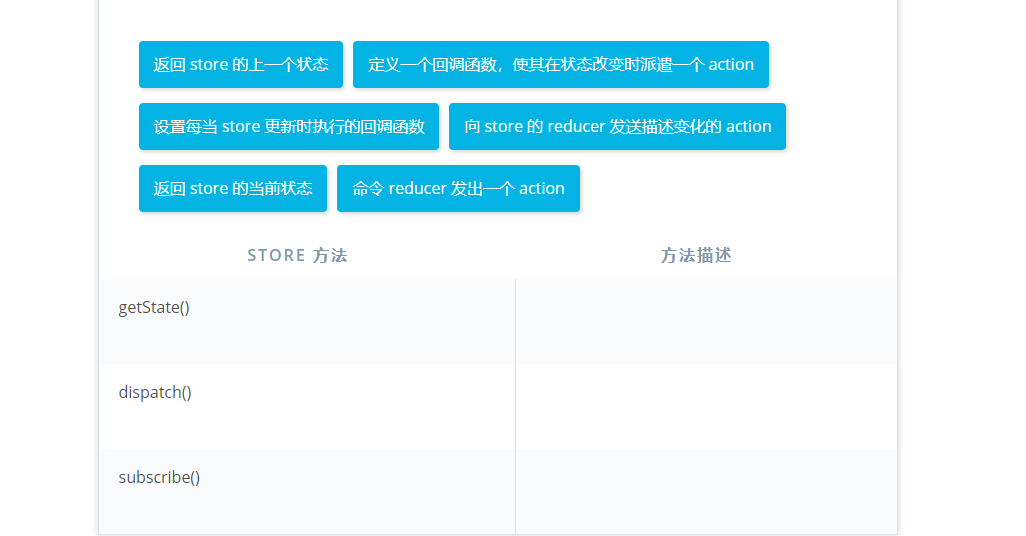 返回 store 的上一个状态 定义一个回调函数，使其在状态改变时派遣一个 action
设置每当 store 更新时执行的回调函数 向 store 的 reducer 发送描述变化的 action
返回 store 的当前状态 命令 reducer 发出一个 action
STORE 方法 方法描述
getState()
dispatch()
subscribe()